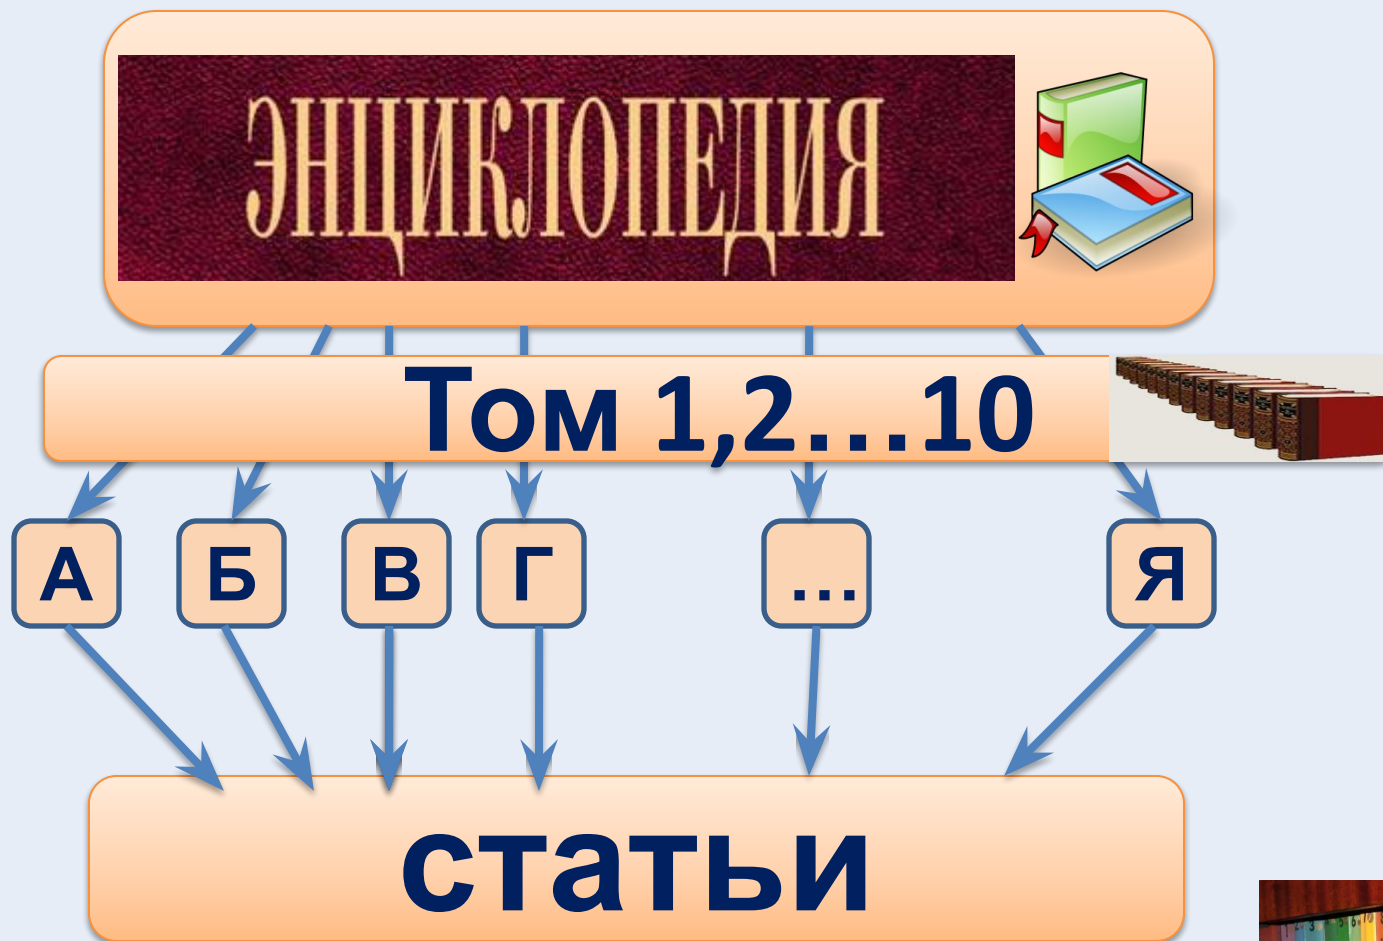 ЭНЦИКЛОПЕДИЯ
Том 1,2...10
А Б В Г ... Я
статьи